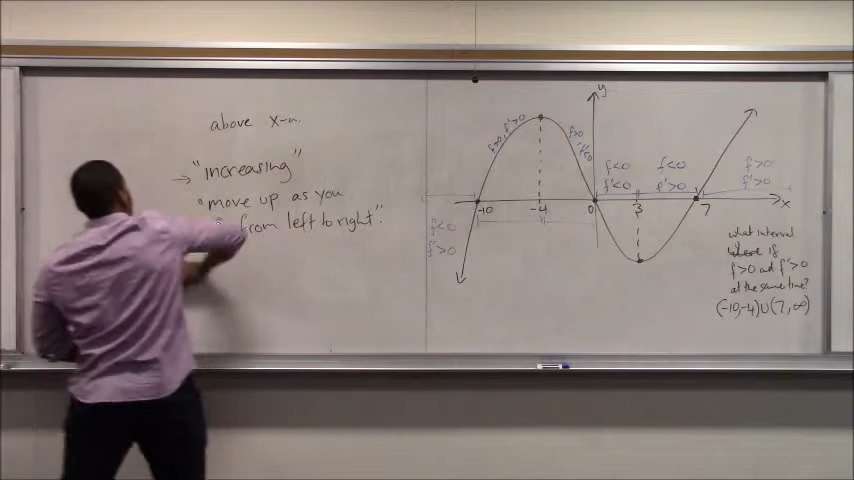 above x-a
→ "increasing"
"move up as you
from left to right".
y
f>0, f'>0
f>0
f'<0
f<0
f'<0
f<0
f'>0
f>0
f'>0
-10
-4
0
3
7
x
f<0
f'>0
what interval
is
f>0 and f'>0
at the same time?
(-10,-4)∪(7,∞)